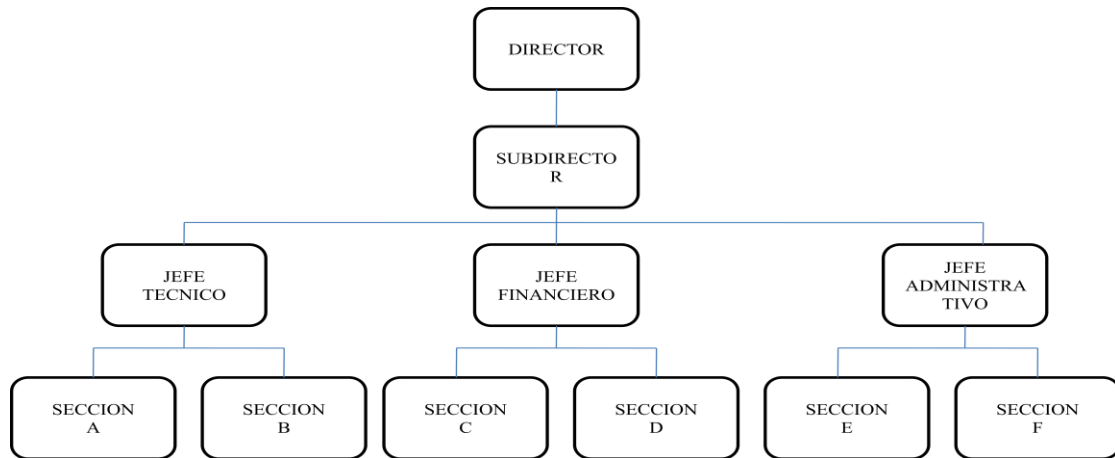 DIRECTOR
SUBDIRECTO
R
JEFE
TECNICO
JEFE
FINANCIERO
JEFE
ADMINISTRA
TIVO
SECCION
A
SECCION
B
SECCION
C
SECCION
D
SECCION
E
SECCION
F